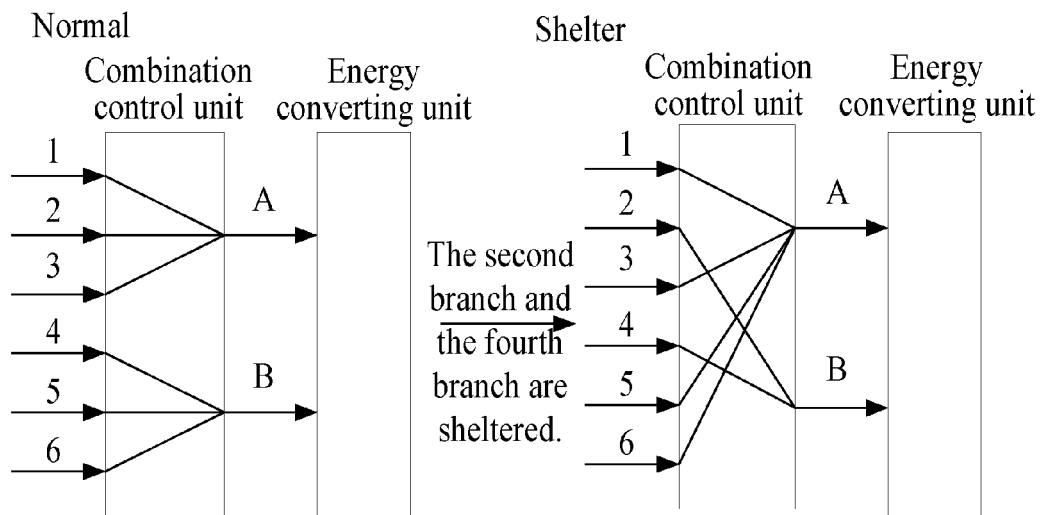 Normal
Combination
control unit
Energy
converting unit
1
2
3
4
5
6
A
B
The second
branch and
the fourth
branch are
sheltered.
Shelter
Combination
control unit
Energy
converting unit
1
2
3
4
5
6
A
B